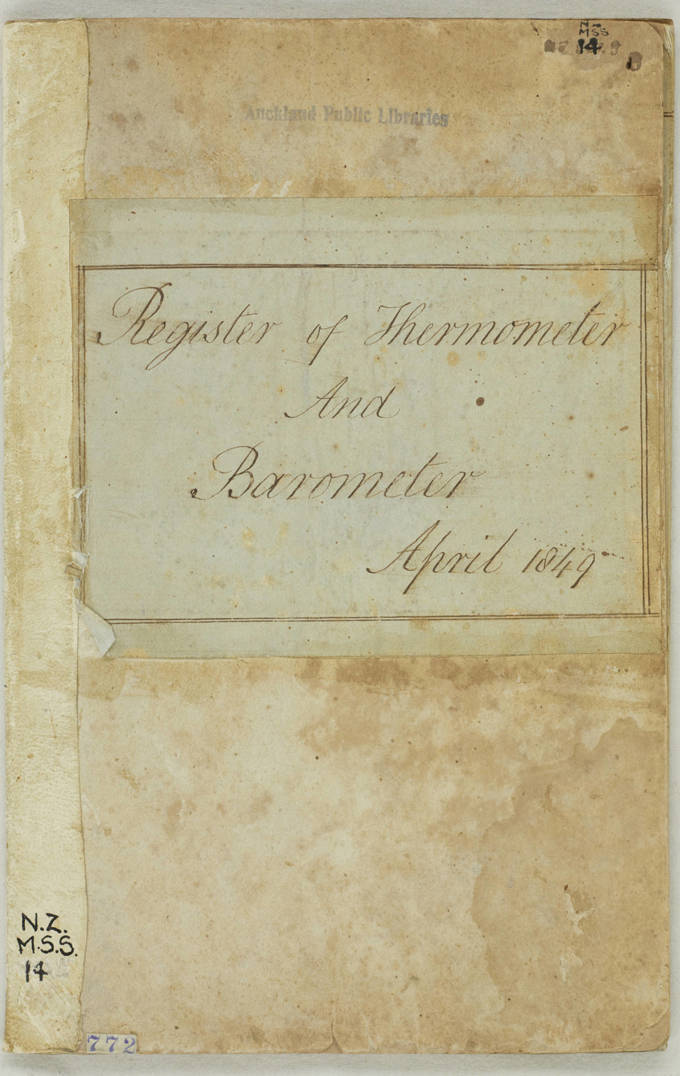 N.Z.
MSS
14
Auckland Public Libraries
Register of Thermometer
And
Barometer
April 1849
N.Z.
M.S.S.
14
772